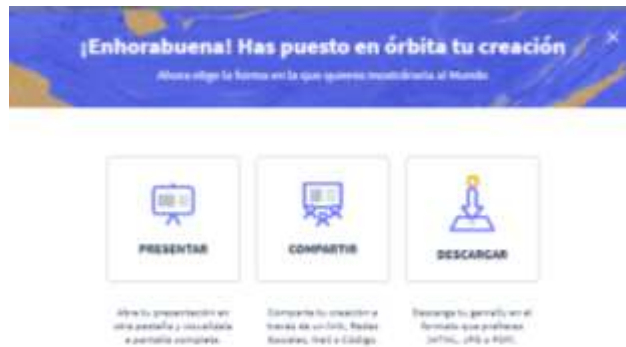 ¡Enhorabuena! Has puesto en órbita tu creación
Ahora elige la forma en la que quieres mostrársela al Mundo
PRESENTAR
COMPARTIR
DESCARGAR
Abre tu presentación en
otra pestaña y visualízala
a pantalla completa.
Comparte tu creación a
través de un link, Redes
Sociales, Mail o Código.
Descarga tu genially en el
formato que prefieras
(HTML, JPG o PDF).